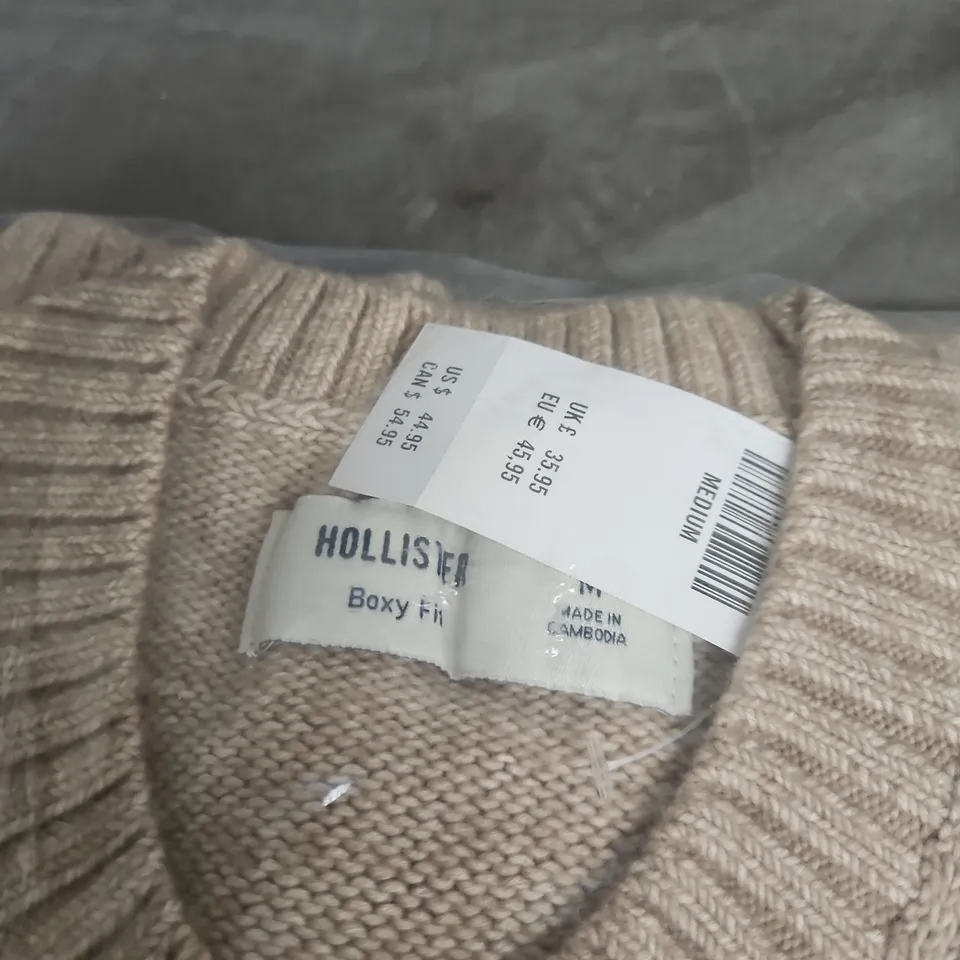 US $ 44.95
CAN $ 54.95
UK £ 35.95
EU € 45,95
MEDIUM
HOLLISTER
Boxy Fit
M
MADE IN
CAMBODIA